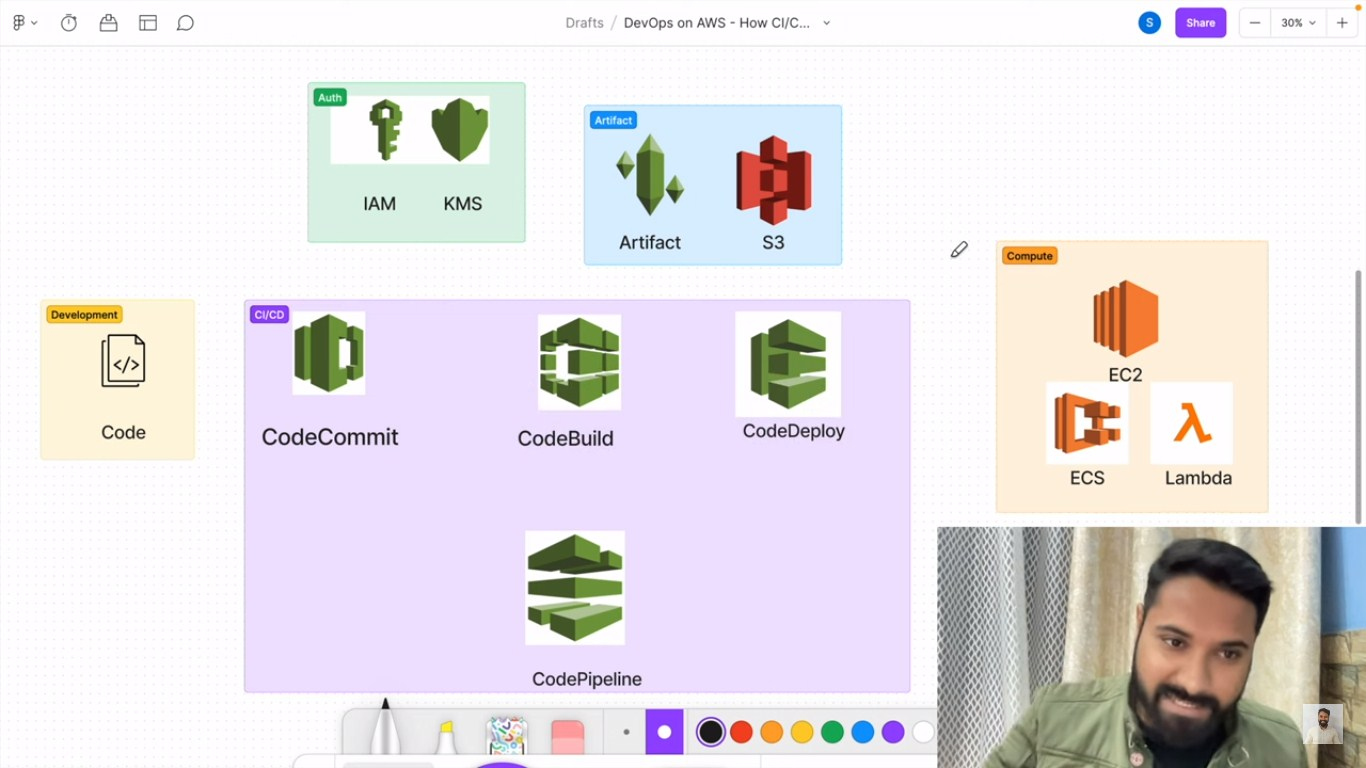 Drafts / DevOps on AWS - How CI/C...
S
Share
30%
Auth
IAM
KMS
Artifact
Artifact
S3
Compute
EC2
ECS
Lambda
Development
</>
Code
CI/CD
CodeCommit
CodeBuild
CodeDeploy
CodePipeline